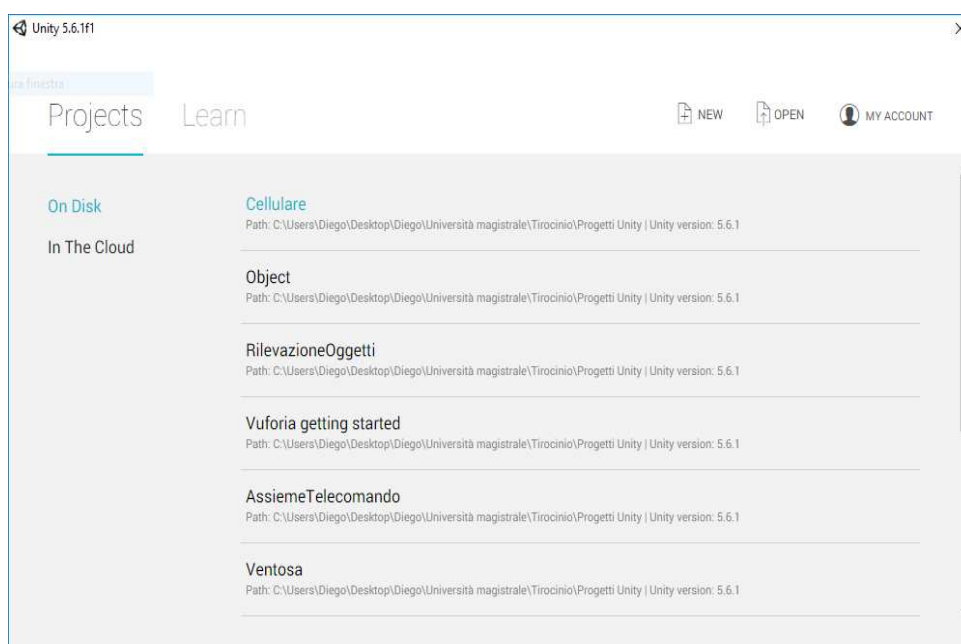 Unity 5.6.1f1
ura finestra
Projects Learn NEW OPEN MY ACCOUNT
On Disk
In The Cloud
Cellulare
Path: C:\Users\Diego\Desktop\Diego\Università magistrale\Tirocinio\Progetti Unity | Unity version: 5.6.1
Object
Path: C:\Users\Diego\Desktop\Diego\Università magistrale\Tirocinio\Progetti Unity | Unity version: 5.6.1
RilevazioneOggetti
Path: C:\Users\Diego\Desktop\Diego\Università magistrale\Tirocinio\Progetti Unity | Unity version: 5.6.1
Vuforia getting started
Path: C:\Users\Diego\Desktop\Diego\Università magistrale\Tirocinio\Progetti Unity | Unity version: 5.6.1
AssiemeTelecomando
Path: C:\Users\Diego\Desktop\Diego\Università magistrale\Tirocinio\Progetti Unity | Unity version: 5.6.1
Ventosa
Path: C:\Users\Diego\Desktop\Diego\Università magistrale\Tirocinio\Progetti Unity | Unity version: 5.6.1